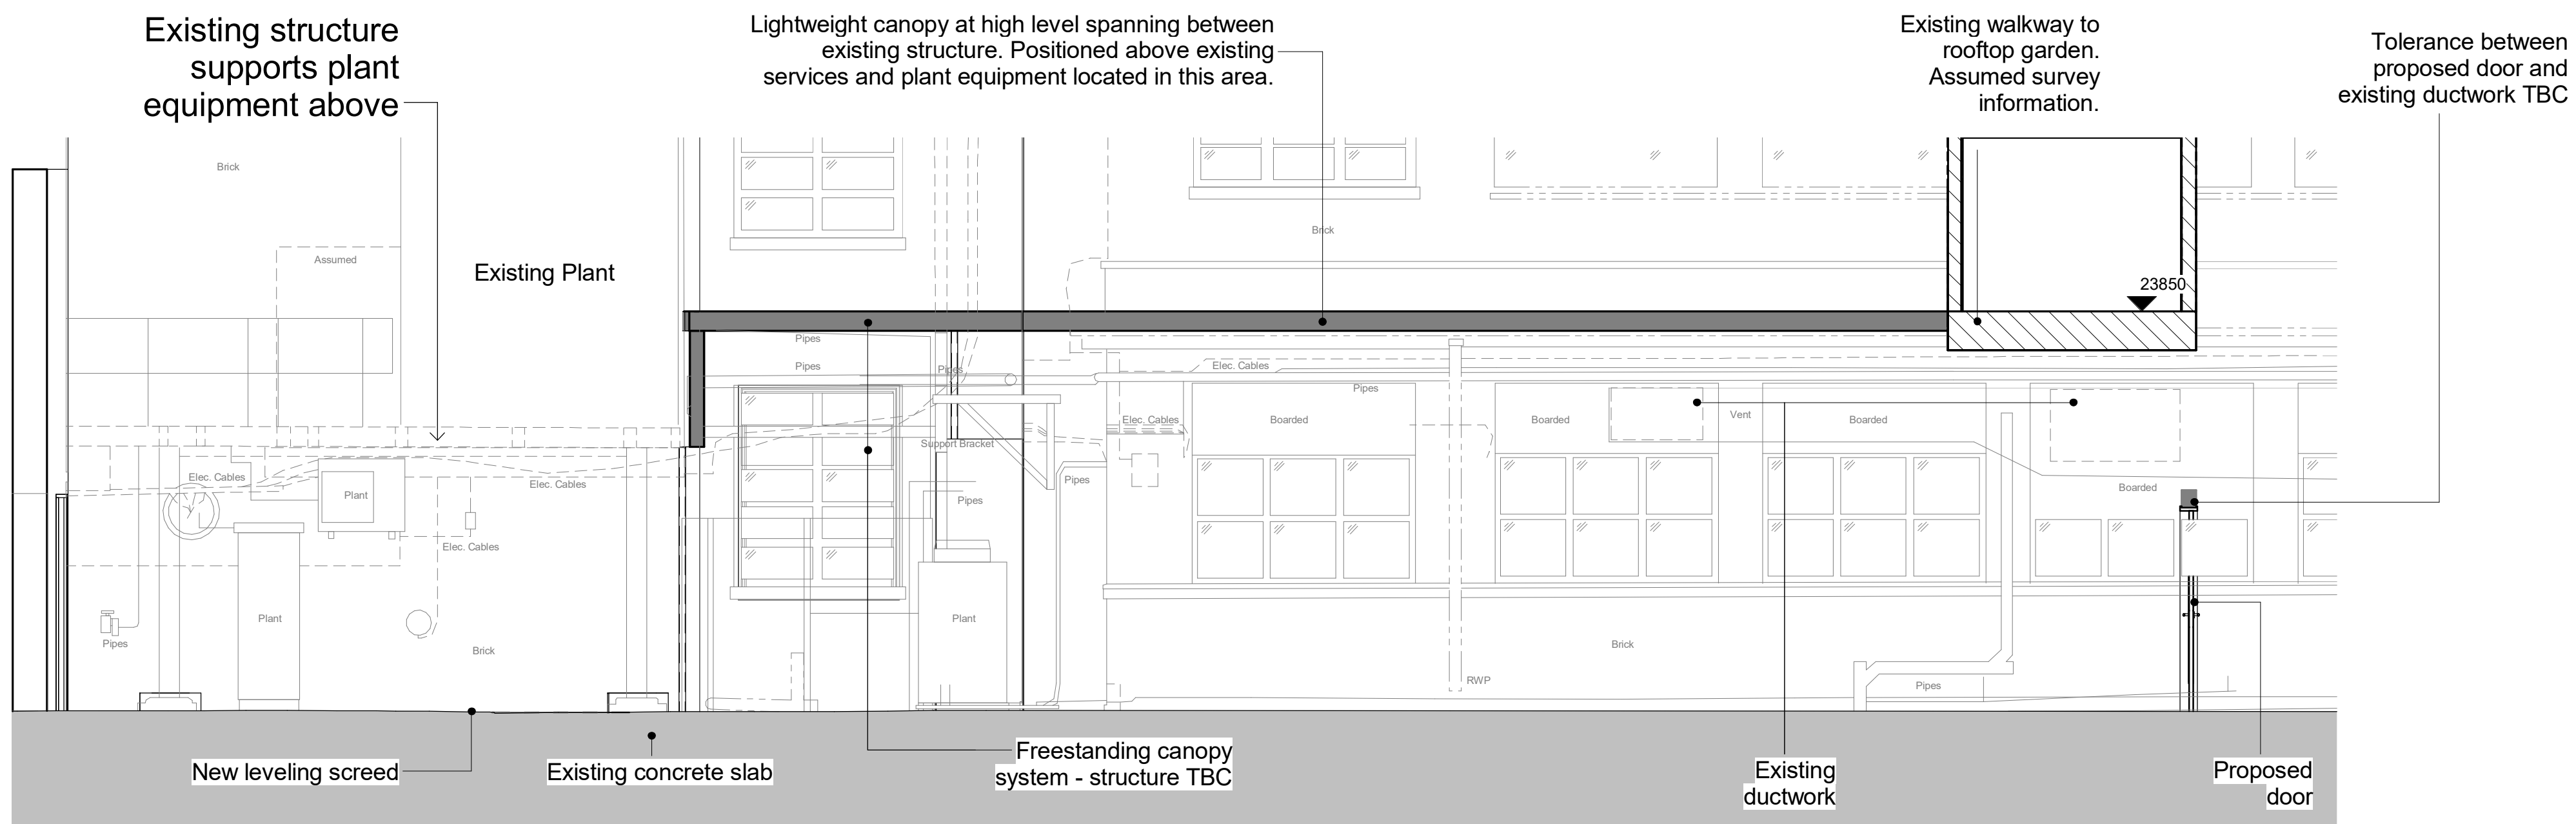 Existing structure
supports plant
equipment above
Lightweight canopy at high level spanning between
existing structure. Positioned above existing
services and plant equipment located in this area.
Existing walkway to
rooftop garden.
Assumed survey
information.
Tolerance between
proposed door and
existing ductwork TBC
Brick
Brick
Assumed
Existing Plant
23850
Pipes
Pipes
Pipes
Elec. Cables
Pipes
Boarded
Elec. Cables
Boarded
Vent
Boarded
Support Bracket
Elec. Cables
Elec. Cables
Pipes
Boarded
Plant
Pipes
Elec. Cables
Plant
Plant
Pipes
Brick
Brick
RWP
Pipes
New leveling screed
Existing concrete slab
Freestanding canopy
system - structure TBC
Existing
ductwork
Proposed
door